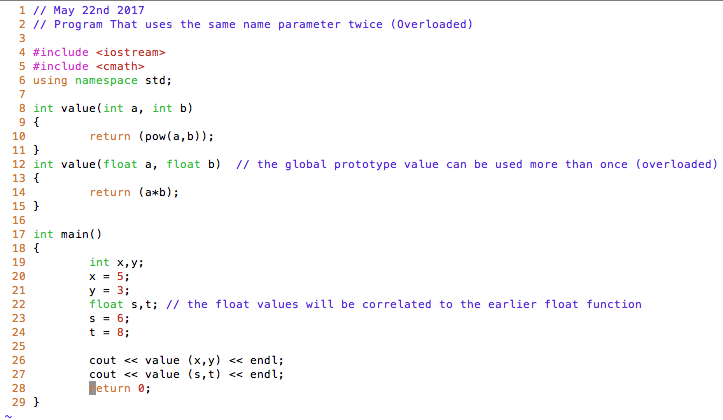 1 // May 22nd 2017
2 // Program That uses the same name parameter twice (Overloaded)
3
4 #include <iostream>
5 #include <cmath>
6 using namespace std;
7
8 int value(int a, int b)
9 {
10         return (pow(a,b));
11 }
12 int value(float a, float b)  // the global prototype value can be used more than once (overloaded)
13 {
14         return (a*b);
15 }
16
17 int main()
18 {
19         int x,y;
20         x = 5;
21         y = 3;
22         float s,t; // the float values will be correlated to the earlier float function
23         s = 6;
24         t = 8;
25
26         cout << value (x,y) << endl;
27         cout << value (s,t) << endl;
28         return 0;
29 }
~